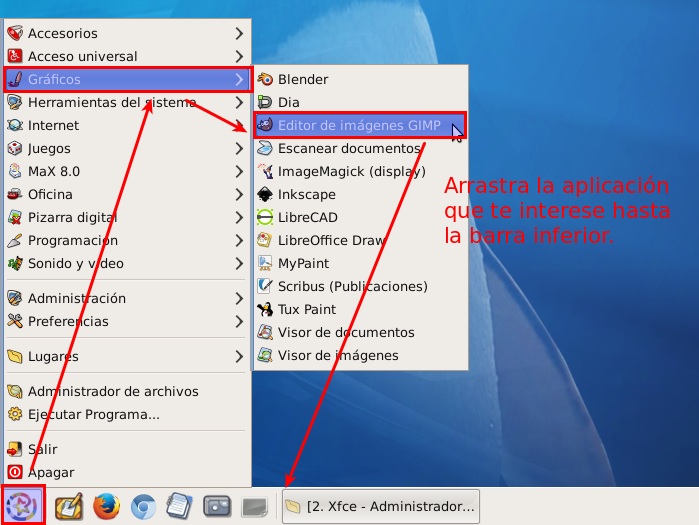 Accesorios
Acceso universal
Gráficos
Herramientas del sistema
Internet
Juegos
MaX 8.0
Oficina
Pizarra digital
Programación
Sonido y vídeo
Administración
Preferencias
Lugares
Administrador de archivos
Ejecutar Programa...
Salir
Apagar
Blender
Dia
Editor de imágenes GIMP
Escanear documentos
ImageMagick (display)
Inkscape
LibreCAD
LibreOffice Draw
MyPaint
Scribus (Publicaciones)
Tux Paint
Visor de documentos
Visor de imágenes
Arrastra la aplicación
que te interese hasta
la barra inferior.
[2. Xfce - Administrador...